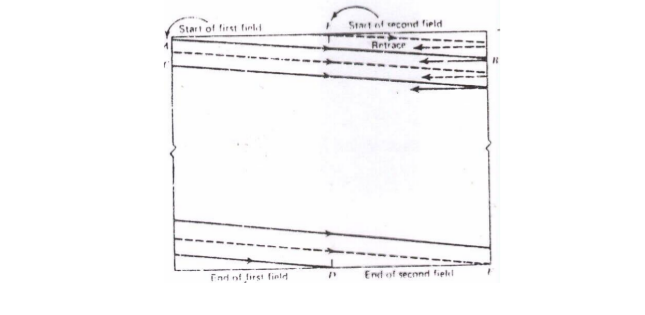 Start of first field
Start of second field
A
Retrace
B
C
End of first field
D
End of second field